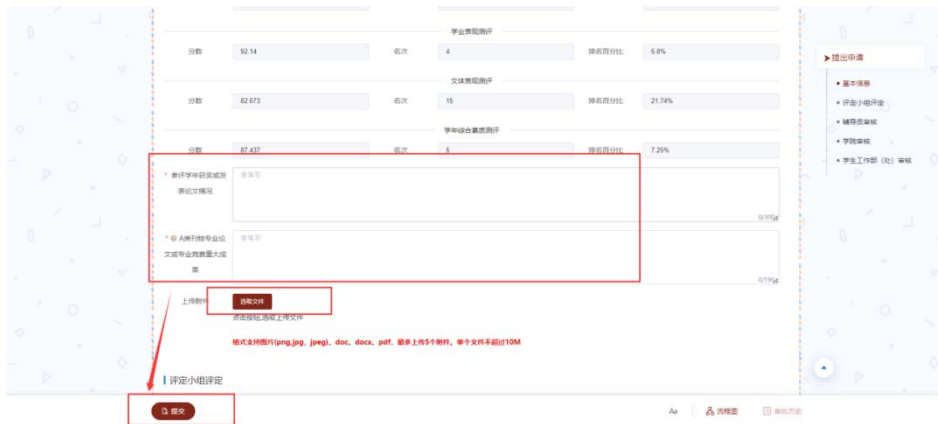 学业表现测评
分数 92.14 名次 4 排名百分比 5.8%
文体表现测评
分数 82.673 名次 15 排名百分比 21.74%
学年综合素质测评
分数 87.437 名次 5 排名百分比 7.25%
* 参评学年获奖或发表论文情况
请填写
0/100
* A类刊物专业论文或专业竞赛重大成果
请填写
0/100
上传附件 选取文件
点击按钮,选取上传文件
格式支持图片(png,jpg, jpeg)、doc、docx、pdf，最多上传5个附件，单个文件不超过10M
评定小组评定
提交
Aa 流程图 审批历史
提出申请
基本信息
评定小组评定
辅导员审核
学院审核
学生工作部（处）审核